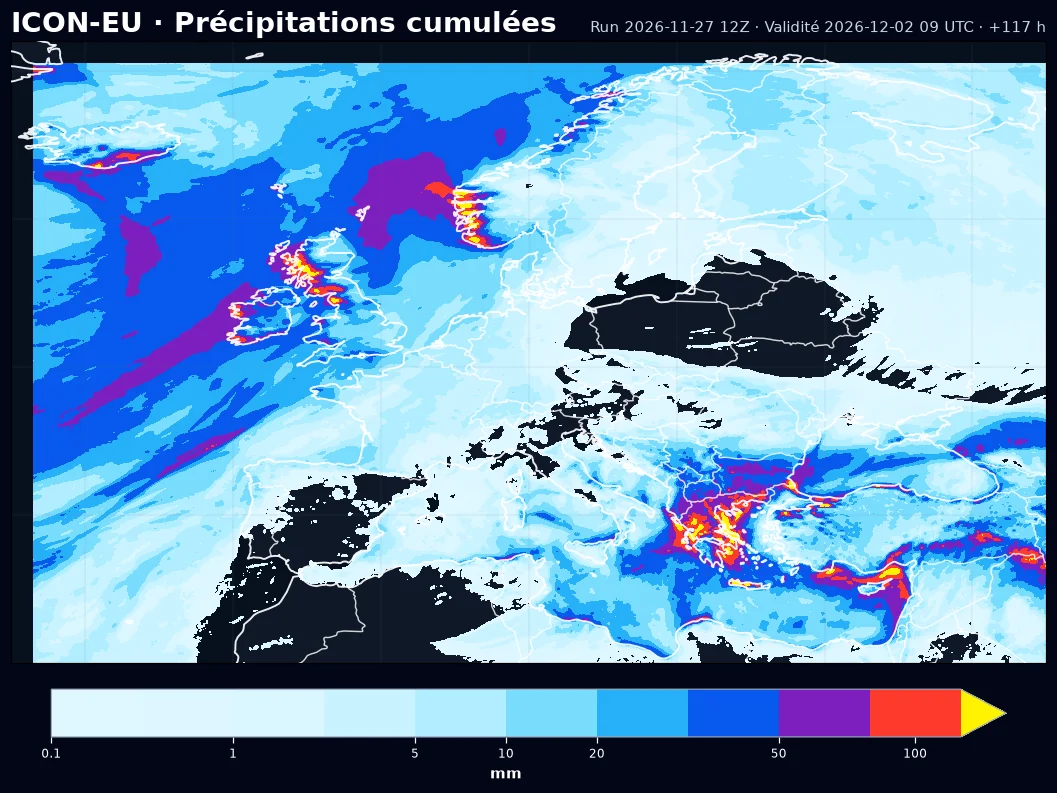 ICON-EU · Précipitations cumulées
Run 2026-11-27 12Z · Validité 2026-12-02 09 UTC · +117 h
0.1 1 5 10 20 50 100
mm